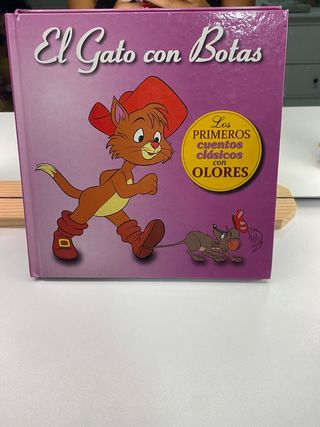 El Gato con Botas
Los
PRIMEROS
cuentos
clásicos
con
OLORES